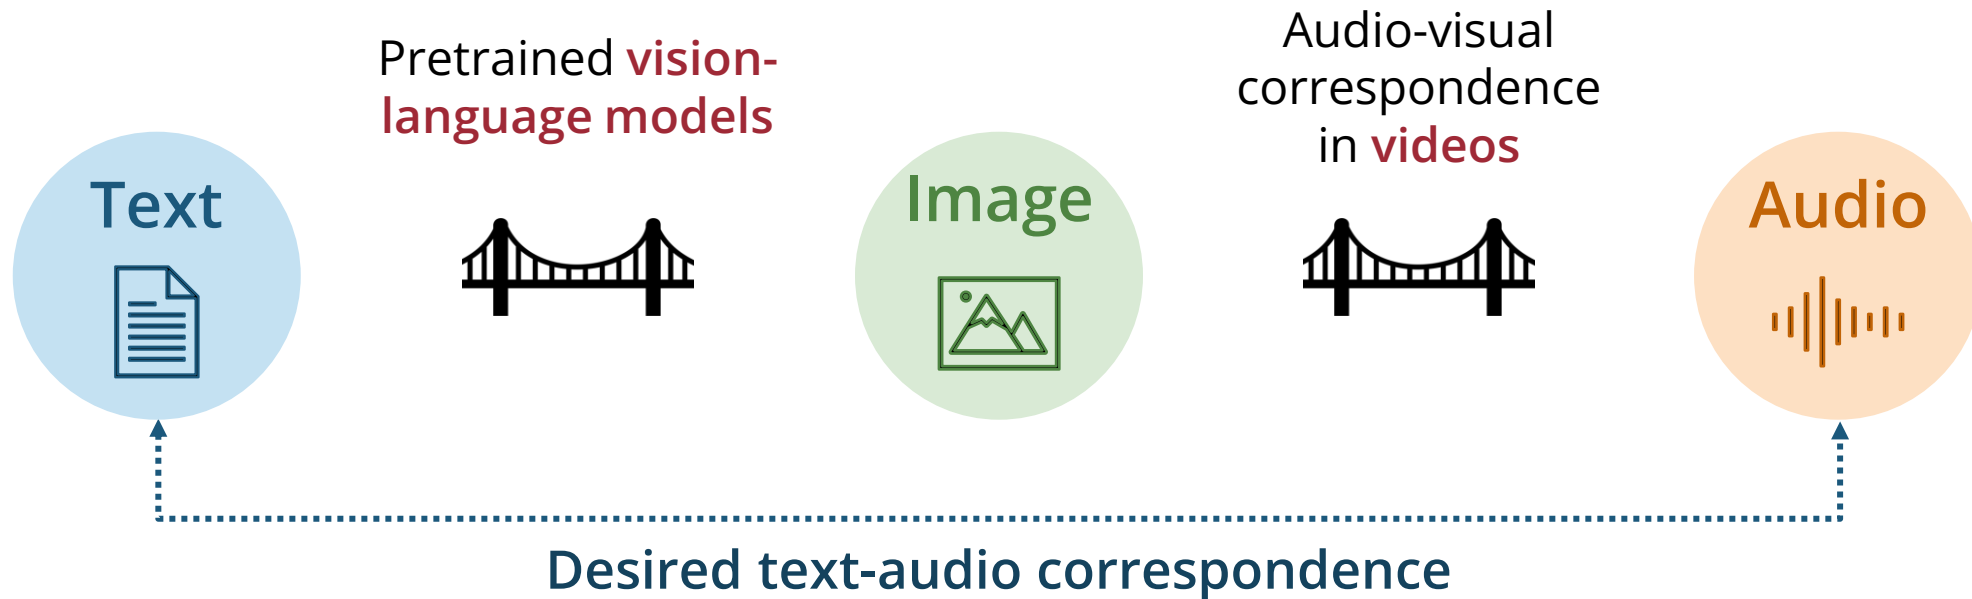 Pretrained vision-
language models
Audio-visual
correspondence
in videos
Text
Image
Audio
Desired text-audio correspondence